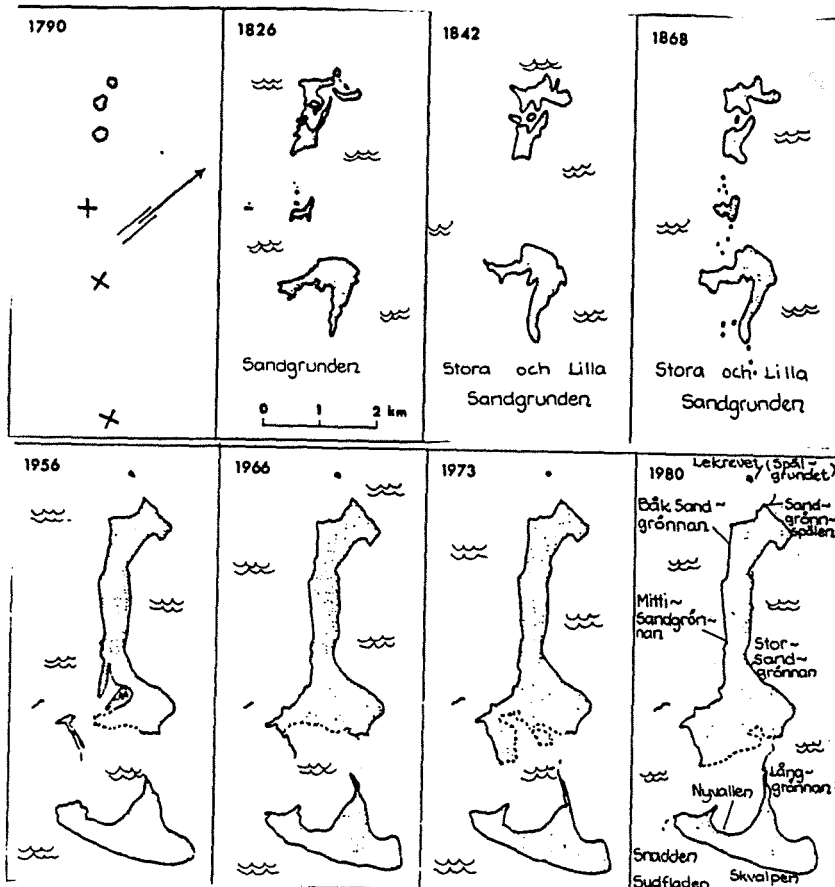 1790
1826
1842
1868
Sandgrunden
0 1 2 km
Stora och Lilla
Sandgrunden
Stora och Lilla
Sandgrunden
1956
1966
1973
1980
Lekrevet (Spål-
grundet)
Båk Sand-
grönnan
Sand-
grönn-
spålen
Mitti-
Sandgrön-
nan
Stor-
sand-
grönnan
Lång-
grönnan
Nyvallen
Snadden
Sudfladen
Skvalpen